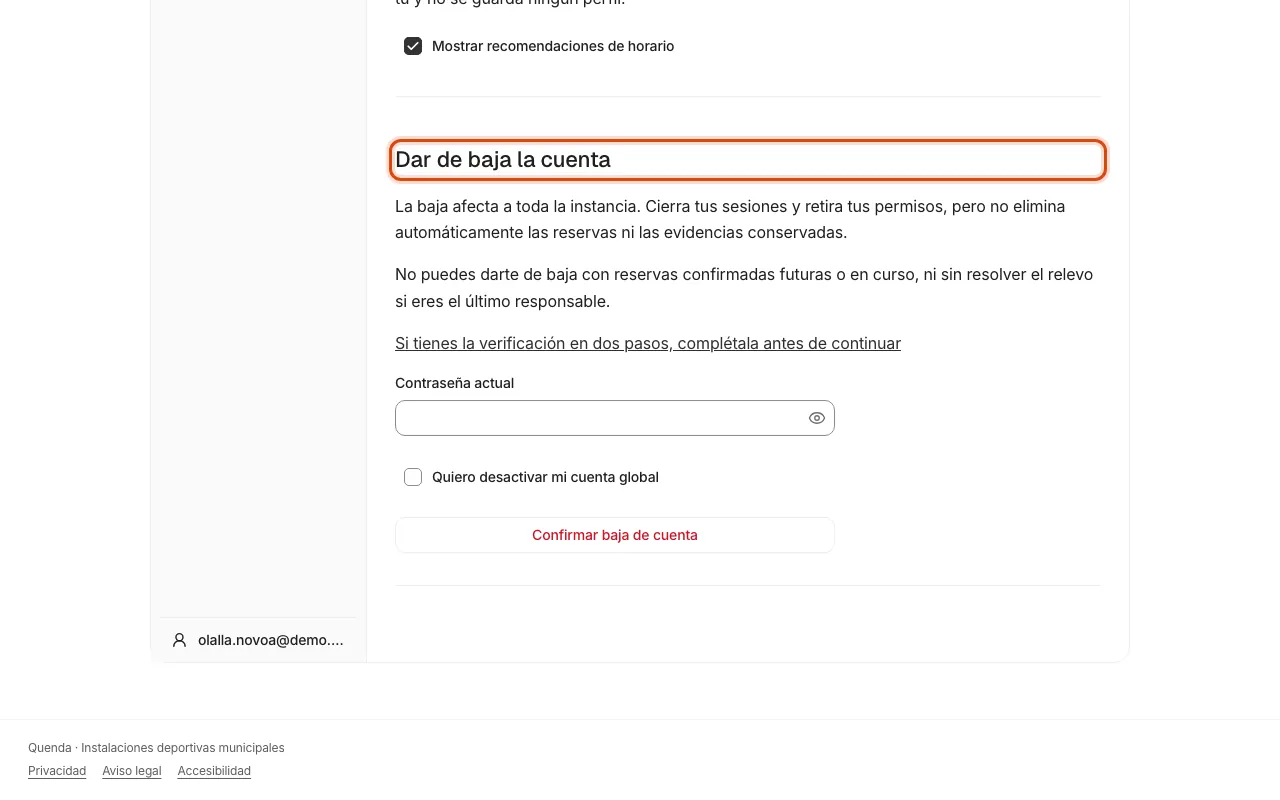 Mostrar recomendaciones de horario
Dar de baja la cuenta
La baja afecta a toda la instancia. Cierra tus sesiones y retira tus permisos, pero no elimina
automáticamente las reservas ni las evidencias conservadas.
No puedes darte de baja con reservas confirmadas futuras o en curso, ni sin resolver el relevo
si eres el último responsable.
Si tienes la verificación en dos pasos, complétala antes de continuar
Contraseña actual
Quiero desactivar mi cuenta global
Confirmar baja de cuenta
olalla.novoa@demo....
Quenda · Instalaciones deportivas municipales
Privacidad Aviso legal Accesibilidad